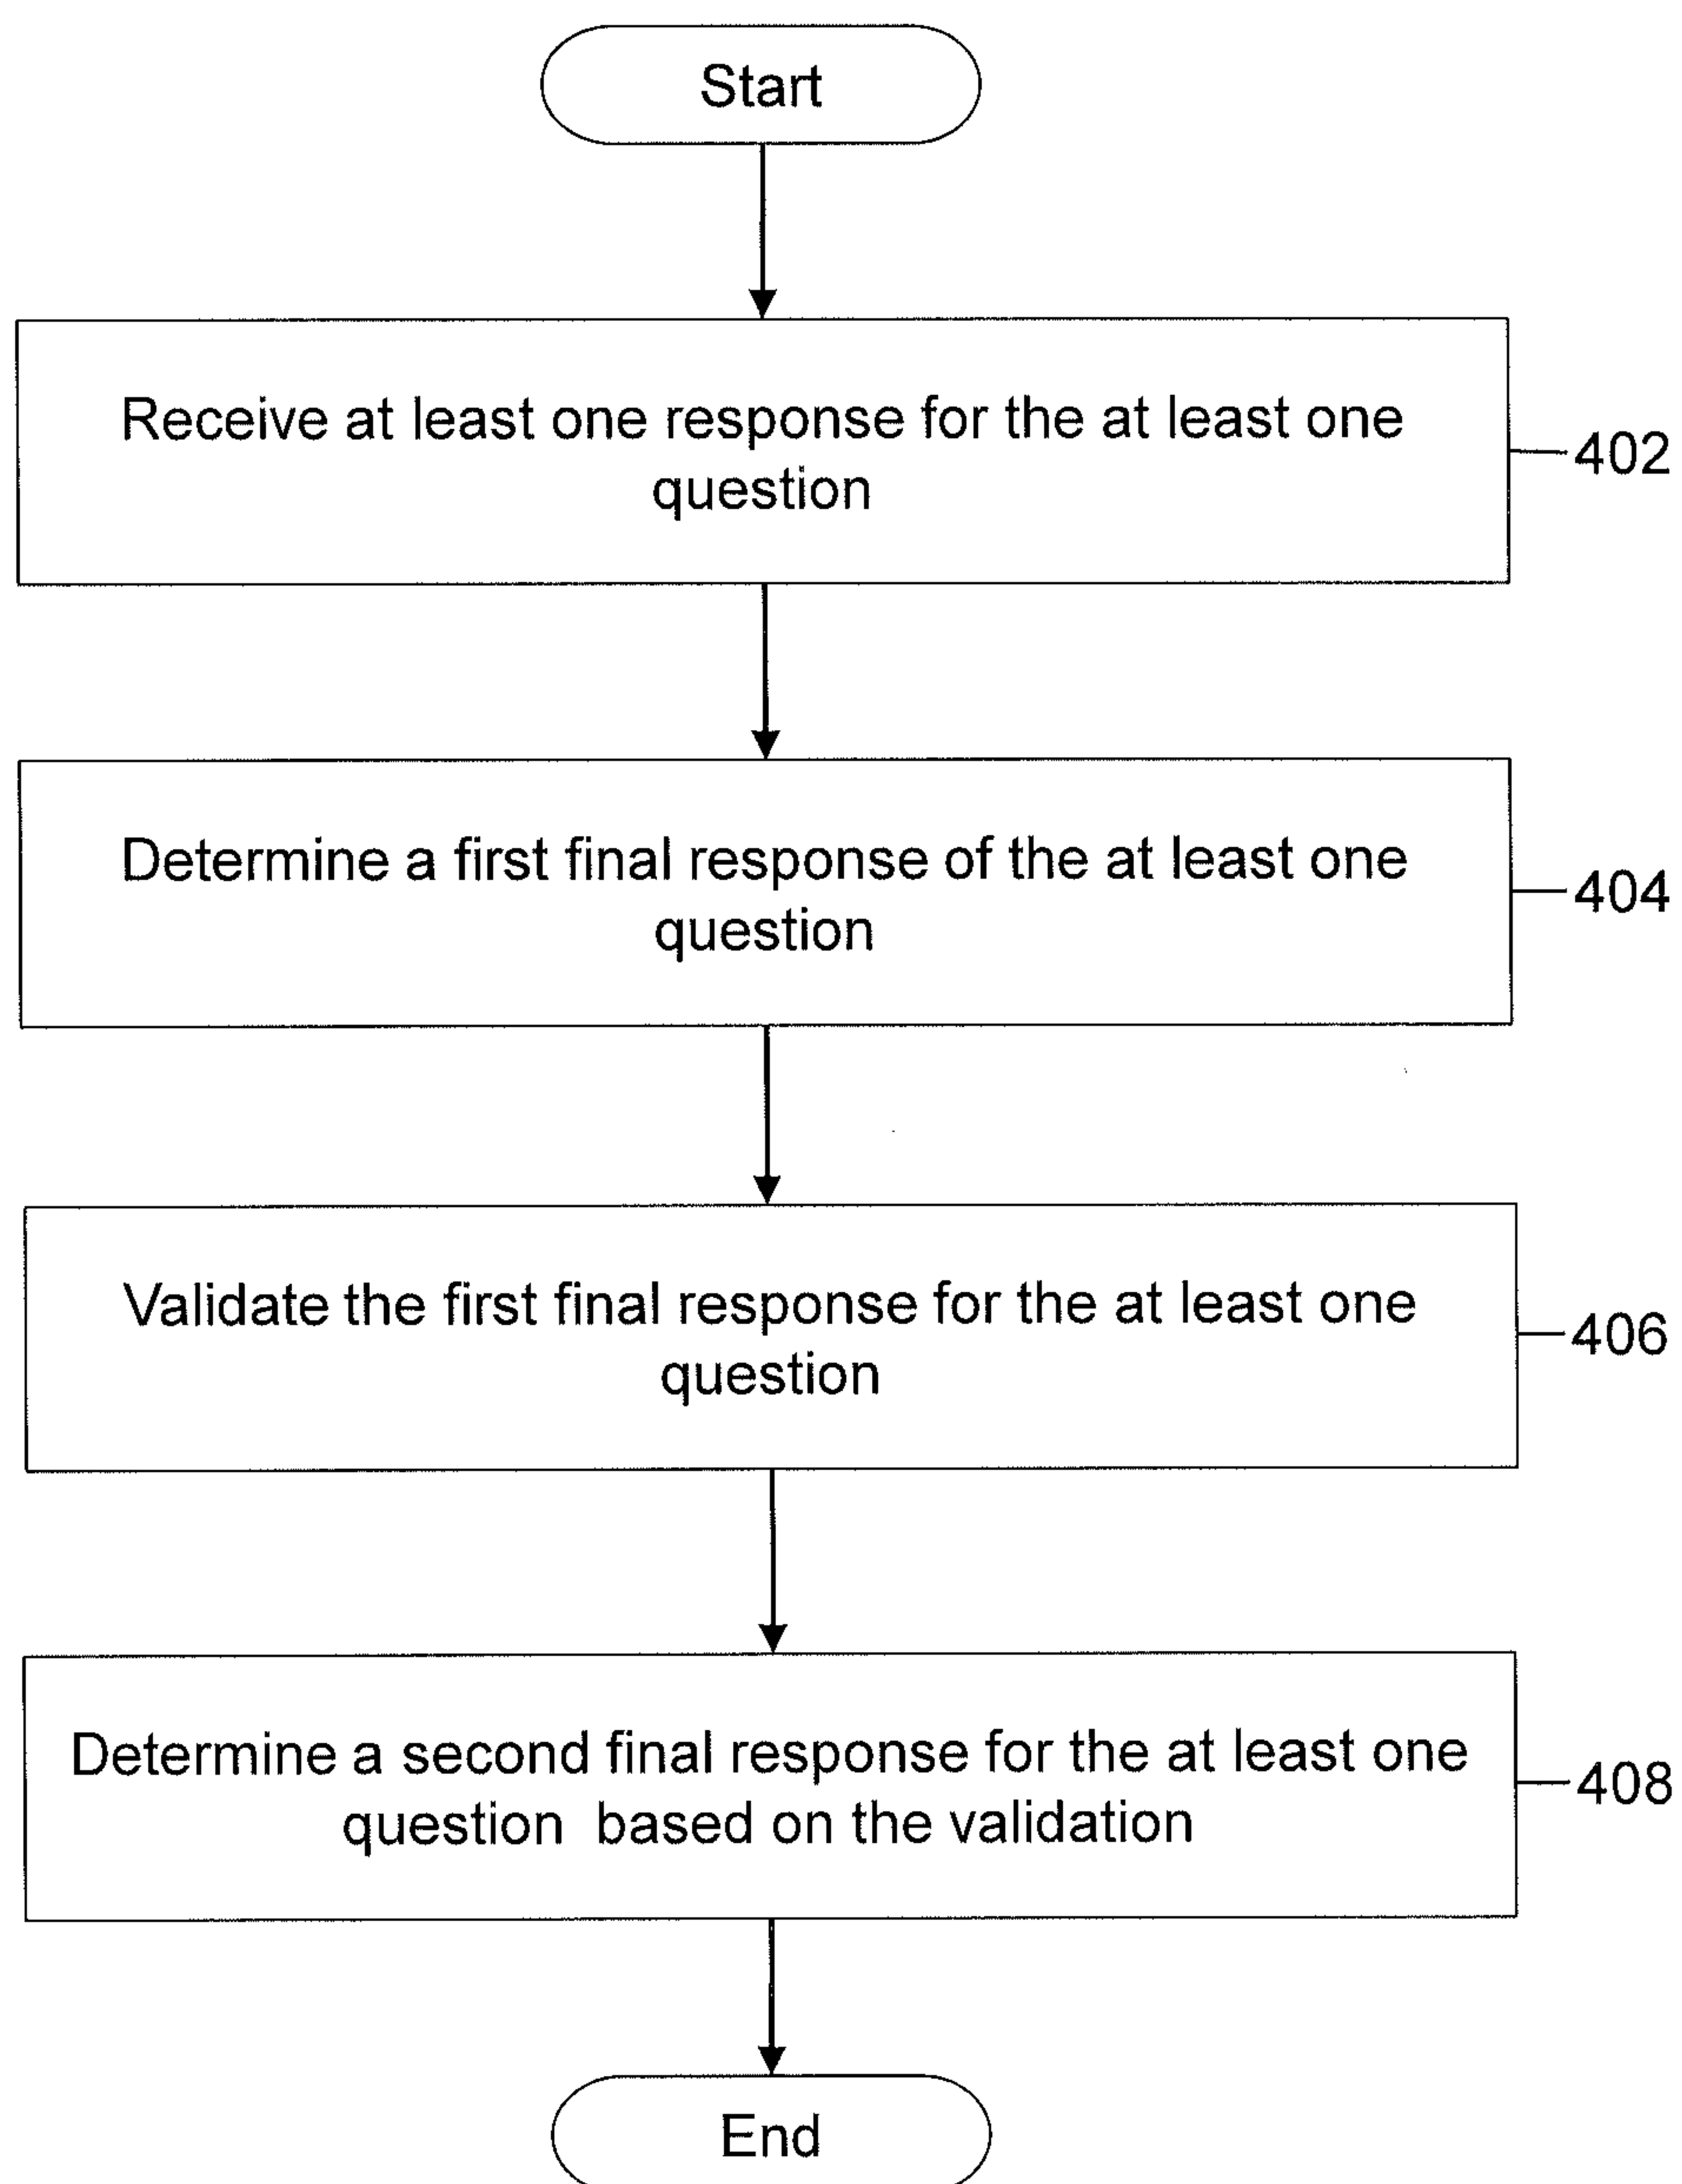 Start
Receive at least one response for the at least one
question
402
Determine a first final response of the at least one
question
404
Validate the first final response for the at least one
question
406
Determine a second final response for the at least one
question based on the validation
408
End